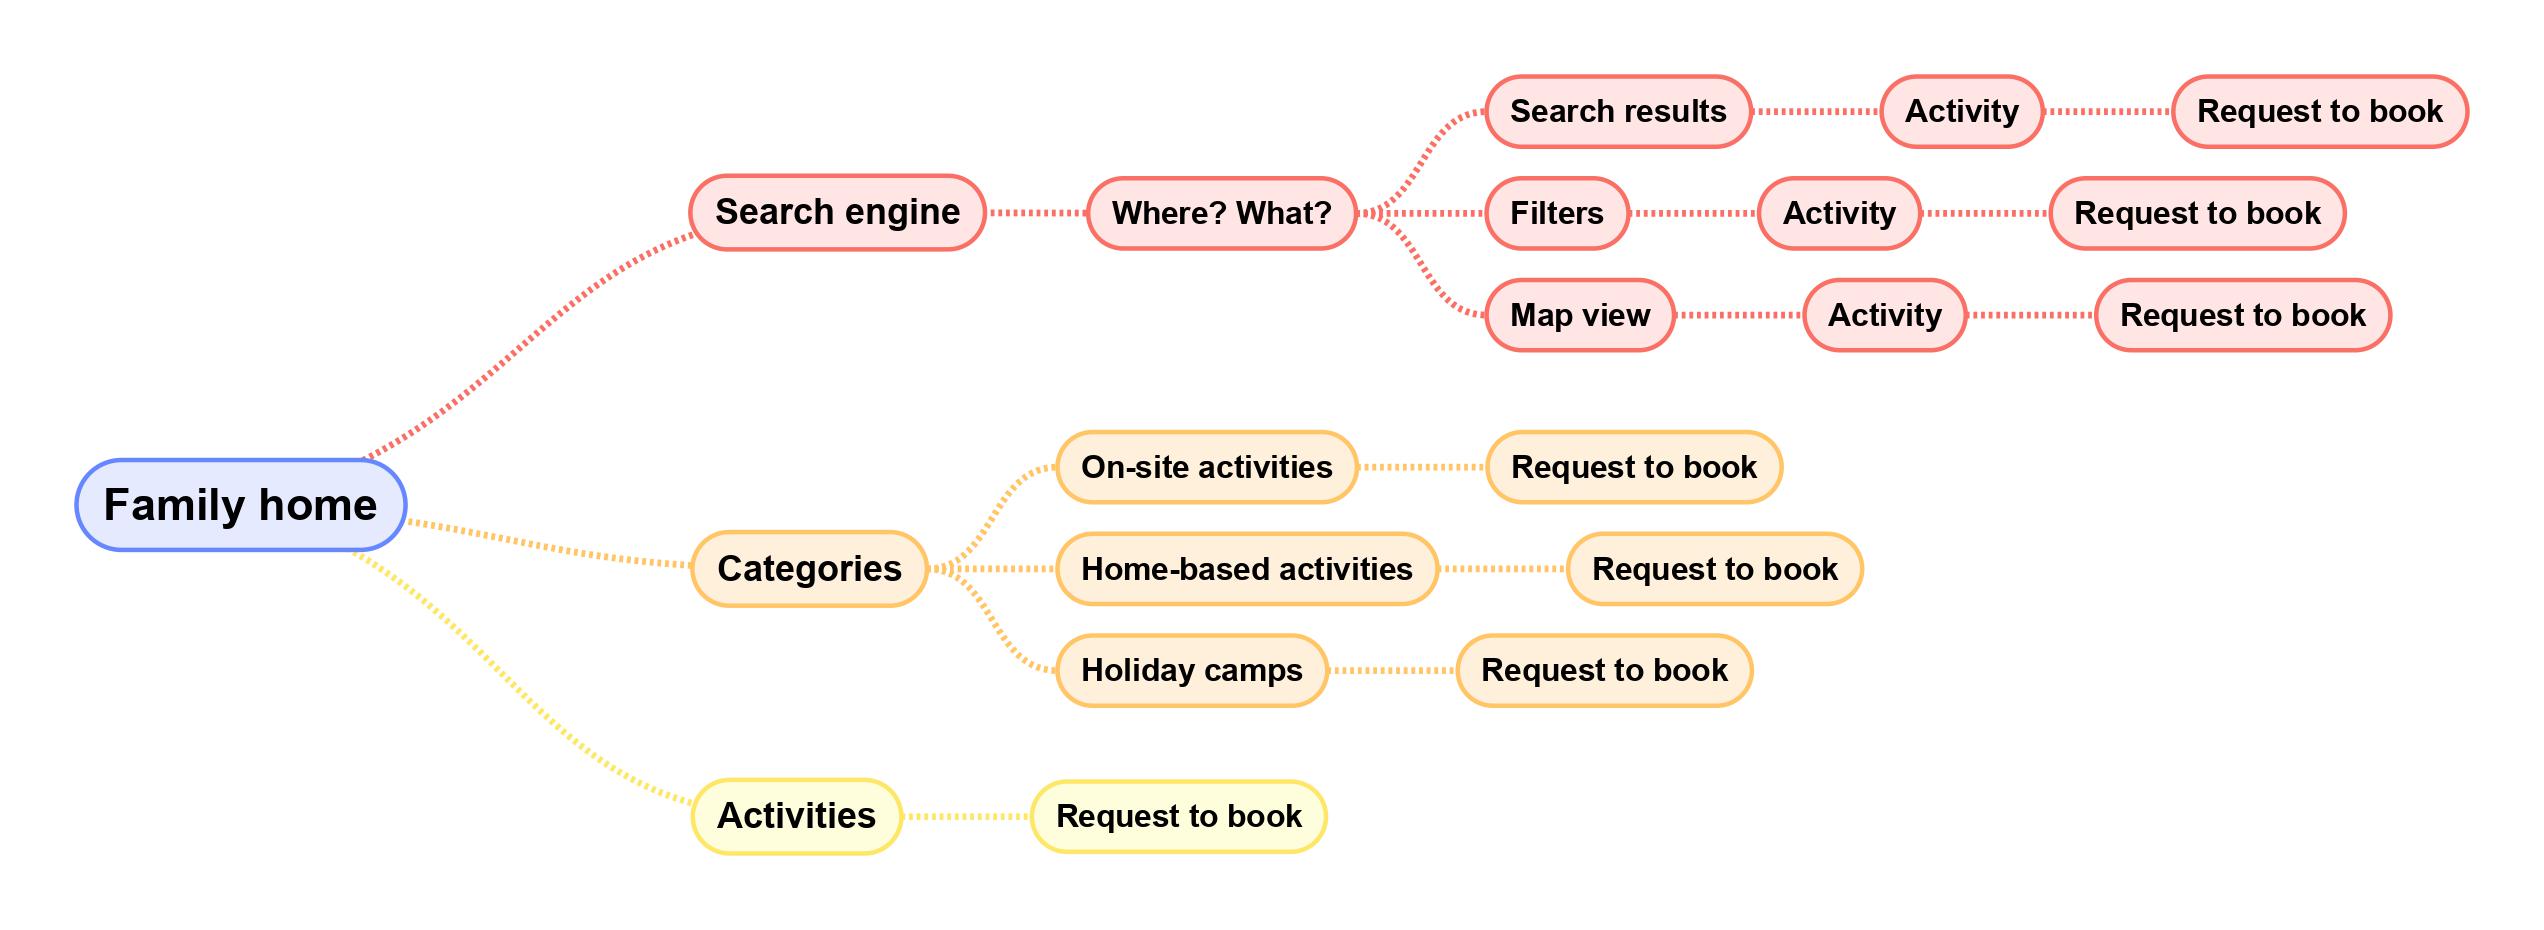 Family home
Search engine
Where? What?
Search results
Activity
Request to book
Filters
Activity
Request to book
Map view
Activity
Request to book
Categories
On-site activities
Request to book
Home-based activities
Request to book
Holiday camps
Request to book
Activities
Request to book